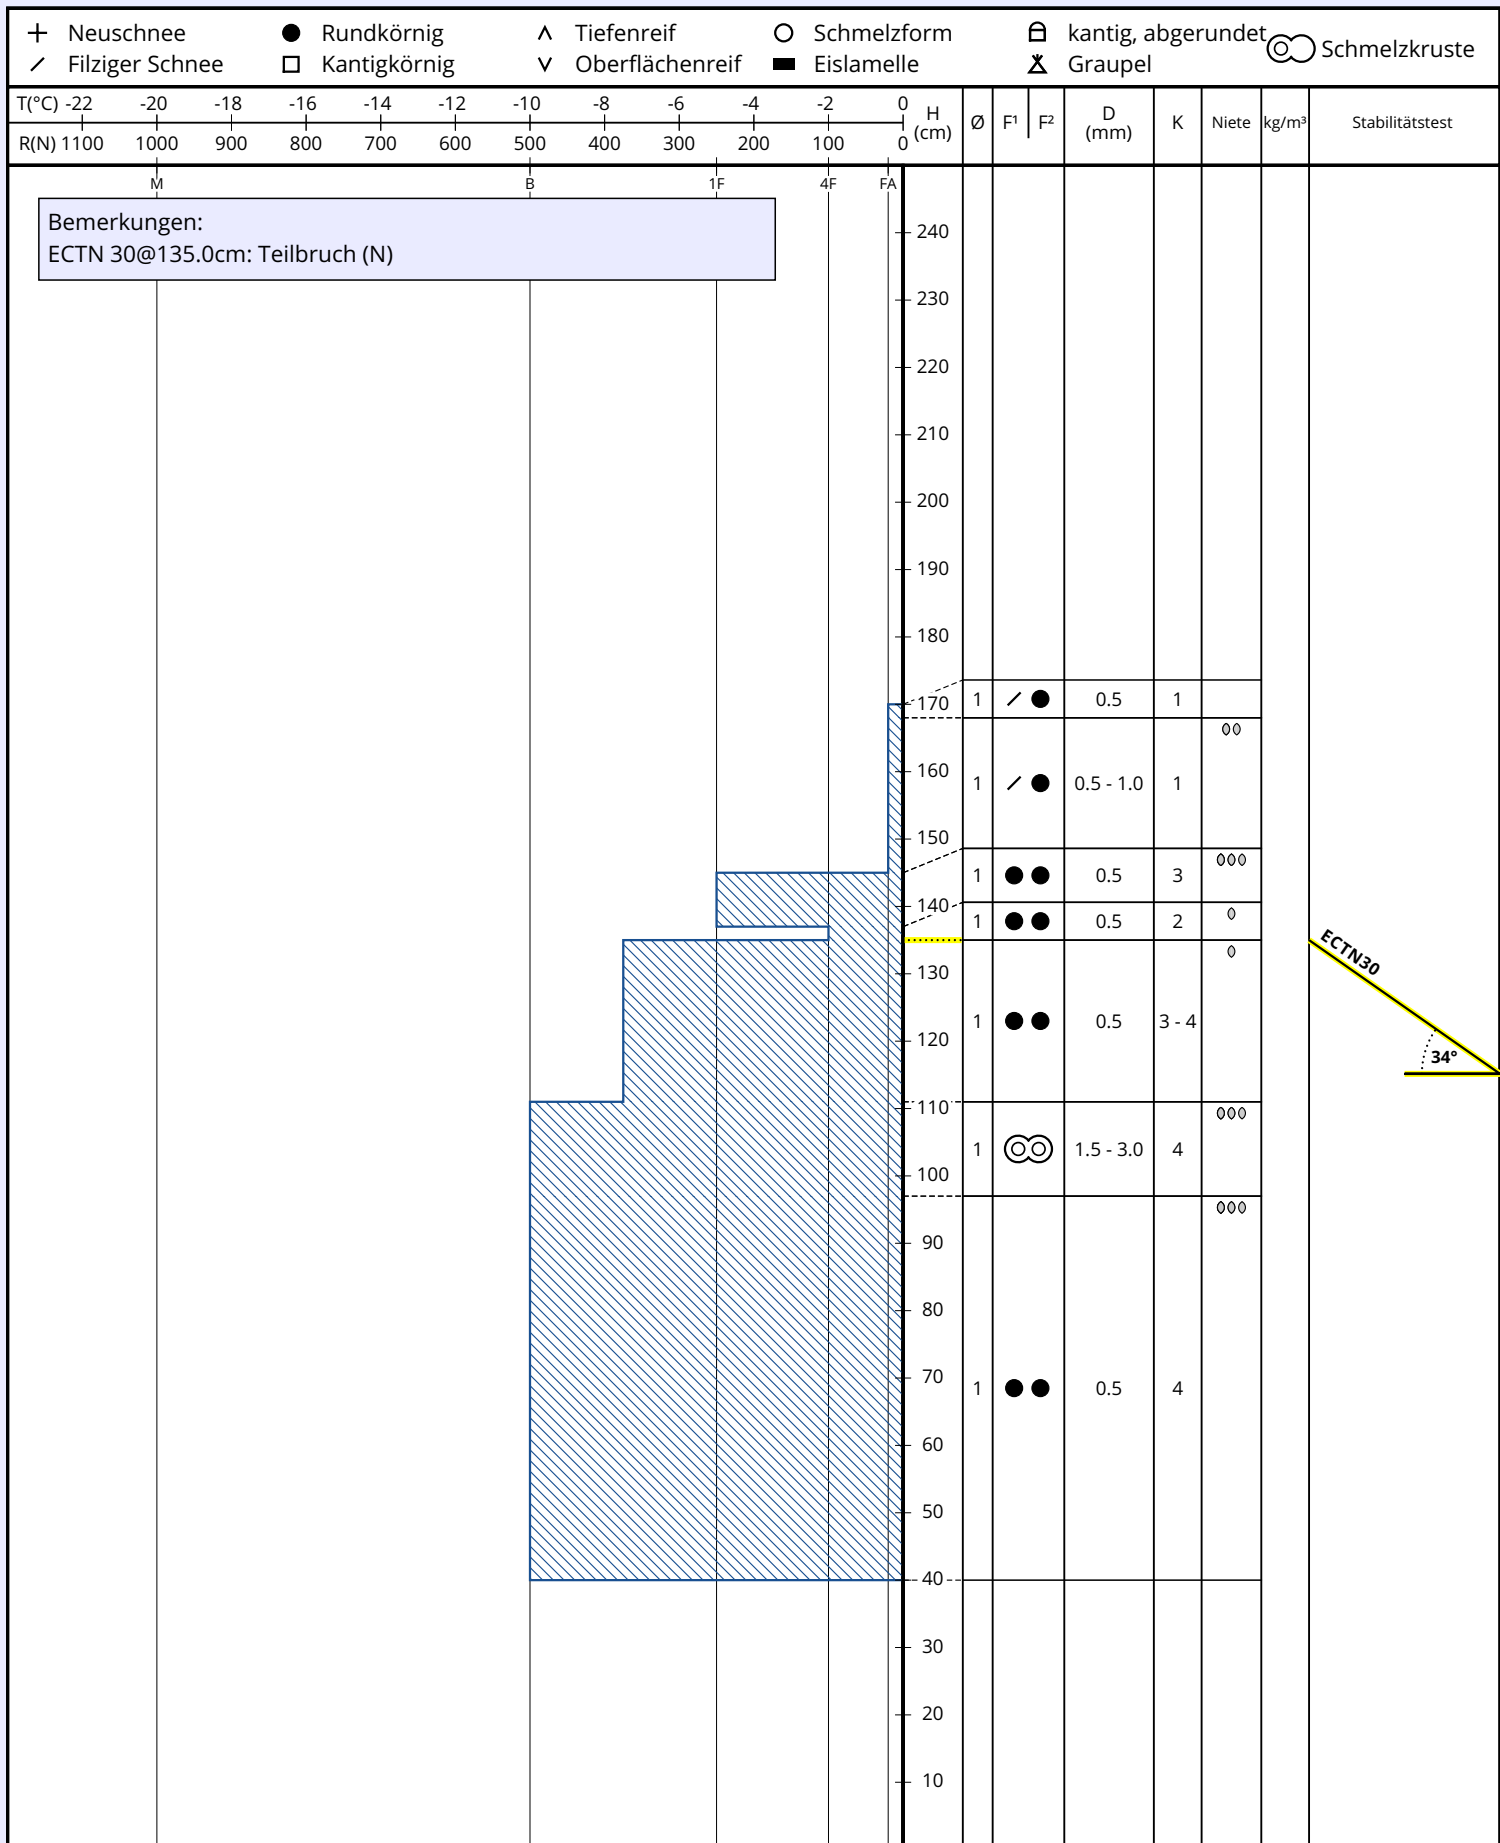 Neuschnee Rundkörnig Tiefenreif Schmelzform kantig, abgerundet Schmelzkruste
Filziger Schnee Kantigkörnig Oberflächenreif Eislamelle Graupel
T(°C) -22 -20 -18 -16 -14 -12 -10 -8 -6 -4 -2 0
R(N) 1100 1000 900 800 700 600 500 400 300 200 100 0
H (cm) Ø F¹ F² D (mm) K Niete kg/m³ Stabilitätstest
M B 1F 4F FA
Bemerkungen:
ECTN 30@135.0cm: Teilbruch (N)
240
230
220
210
200
190
180
170 1 0.5 1
160 1 0.5 - 1.0 1
150
1 0.5 3
140 1 0.5 2
ECTN30
130
120 1 0.5 3 - 4
34°
110
1 1.5 - 3.0 4
100
90
80
70 1 0.5 4
60
50
40
30
20
10